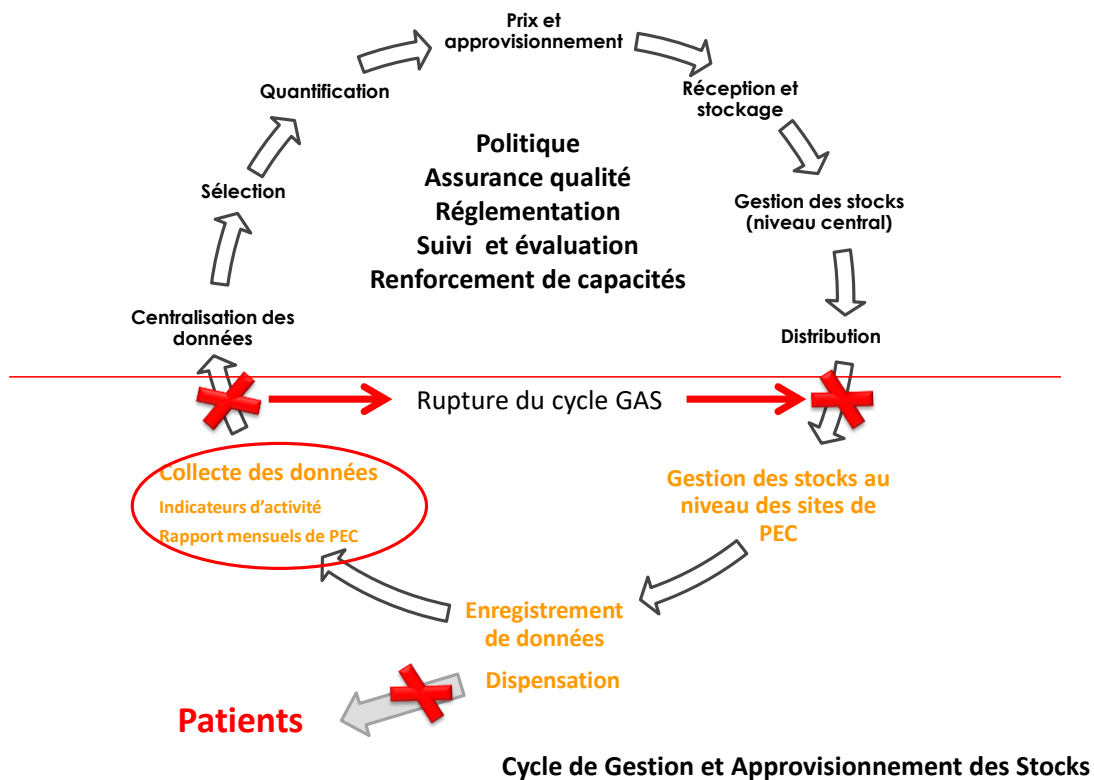 Prix et
approvisionnement
Quantification
Réception et
stockage
Politique
Assurance qualité
Réglementation
Suivi et évaluation
Renforcement de capacités
Sélection
Gestion des stocks
(niveau central)
Centralisation des
données
Distribution
Rupture du cycle GAS
Collecte des données
Indicateurs d’activité
Rapport mensuels de PEC
Gestion des stocks au
niveau des sites de
PEC
Enregistrement
de données
Dispensation
Patients
Cycle de Gestion et Approvisionnement des Stocks